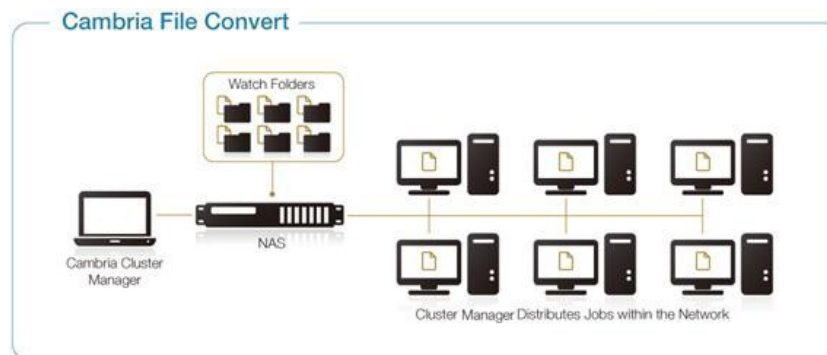 Cambria File Convert
Watch Folders
NAS
Cambria Cluster
Manager
Cluster Manager Distributes Jobs within the Network